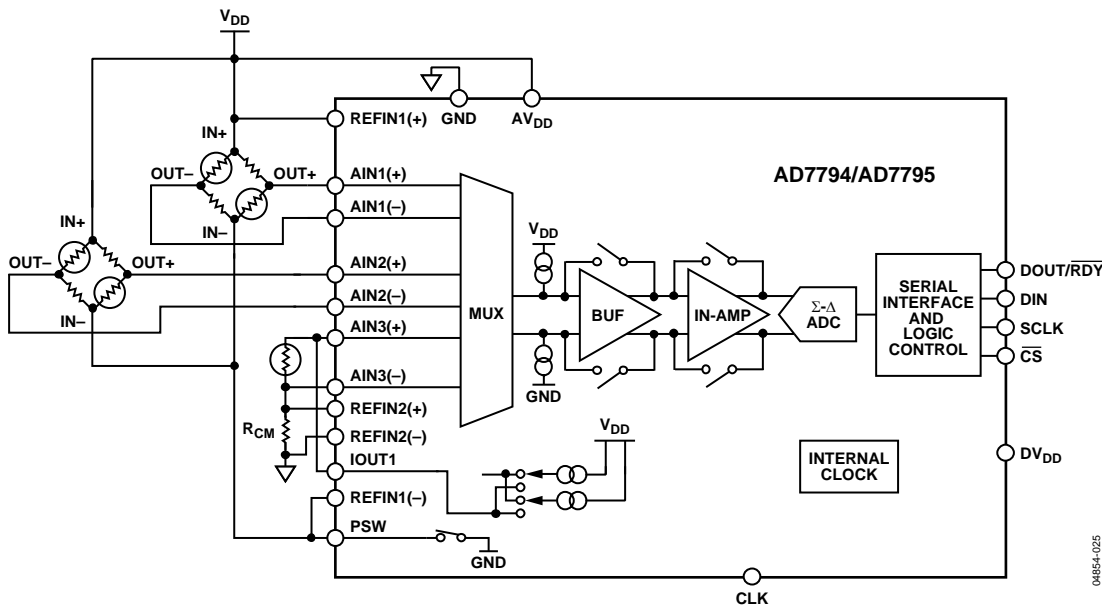 VDD
GND
AVDD
REFIN1(+)
IN+
OUT–
OUT+
AIN1(+)
AD7794/AD7795
AIN1(–)
IN–
IN+
OUT–
OUT+
AIN2(+)
VDD
AIN2(–)
IN–
MUX
BUF
IN-AMP
Σ-Δ
ADC
SERIAL
INTERFACE
AND
LOGIC
CONTROL
DOUT/RDY
DIN
SCLK
CS
AIN3(+)
AIN3(–)
GND
REFIN2(+)
RCM
REFIN2(–)
VDD
IOUT1
INTERNAL
CLOCK
DVDD
REFIN1(–)
PSW
GND
CLK
04854-025